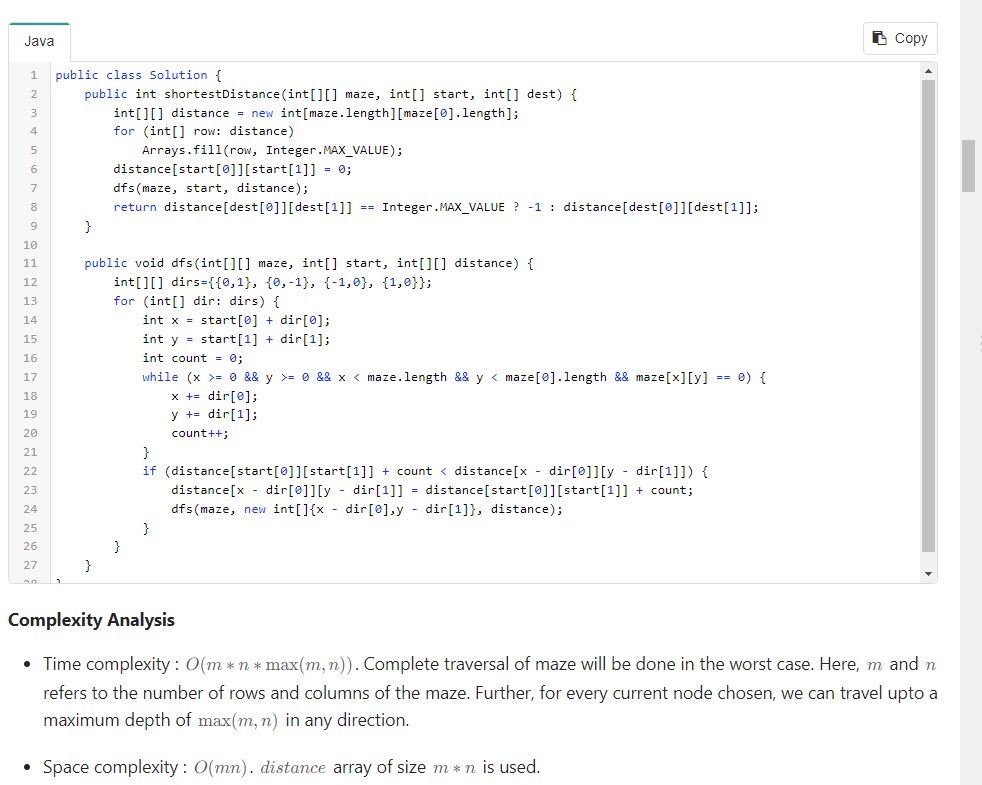 Java
Copy
1 public class Solution {
2 public int shortestDistance(int[][] maze, int[] start, int[] dest) {
3 int[][] distance = new int[maze.length][maze[0].length];
4 for (int[] row: distance)
5 Arrays.fill(row, Integer.MAX_VALUE);
6 distance[start[0]][start[1]] = 0;
7 dfs(maze, start, distance);
8 return distance[dest[0]][dest[1]] == Integer.MAX_VALUE ? -1 : distance[dest[0]][dest[1]];
9 }
10
11 public void dfs(int[][] maze, int[] start, int[][] distance) {
12 int[][] dirs={{0,1}, {0,-1}, {-1,0}, {1,0}};
13 for (int[] dir: dirs) {
14 int x = start[0] + dir[0];
15 int y = start[1] + dir[1];
16 int count = 0;
17 while (x >= 0 && y >= 0 && x < maze.length && y < maze[0].length && maze[x][y] == 0) {
18 x += dir[0];
19 y += dir[1];
20 count++;
21 }
22 if (distance[start[0]][start[1]] + count < distance[x - dir[0]][y - dir[1]]) {
23 distance[x - dir[0]][y - dir[1]] = distance[start[0]][start[1]] + count;
24 dfs(maze, new int[]{x - dir[0],y - dir[1]}, distance);
25 }
26 }
27 }
28 }
Complexity Analysis
• Time complexity : O(m * n * max(m, n)). Complete traversal of maze will be done in the worst case. Here, m and n
refers to the number of rows and columns of the maze. Further, for every current node chosen, we can travel upto a
maximum depth of max(m, n) in any direction.
• Space complexity : O(mn). distance array of size m * n is used.